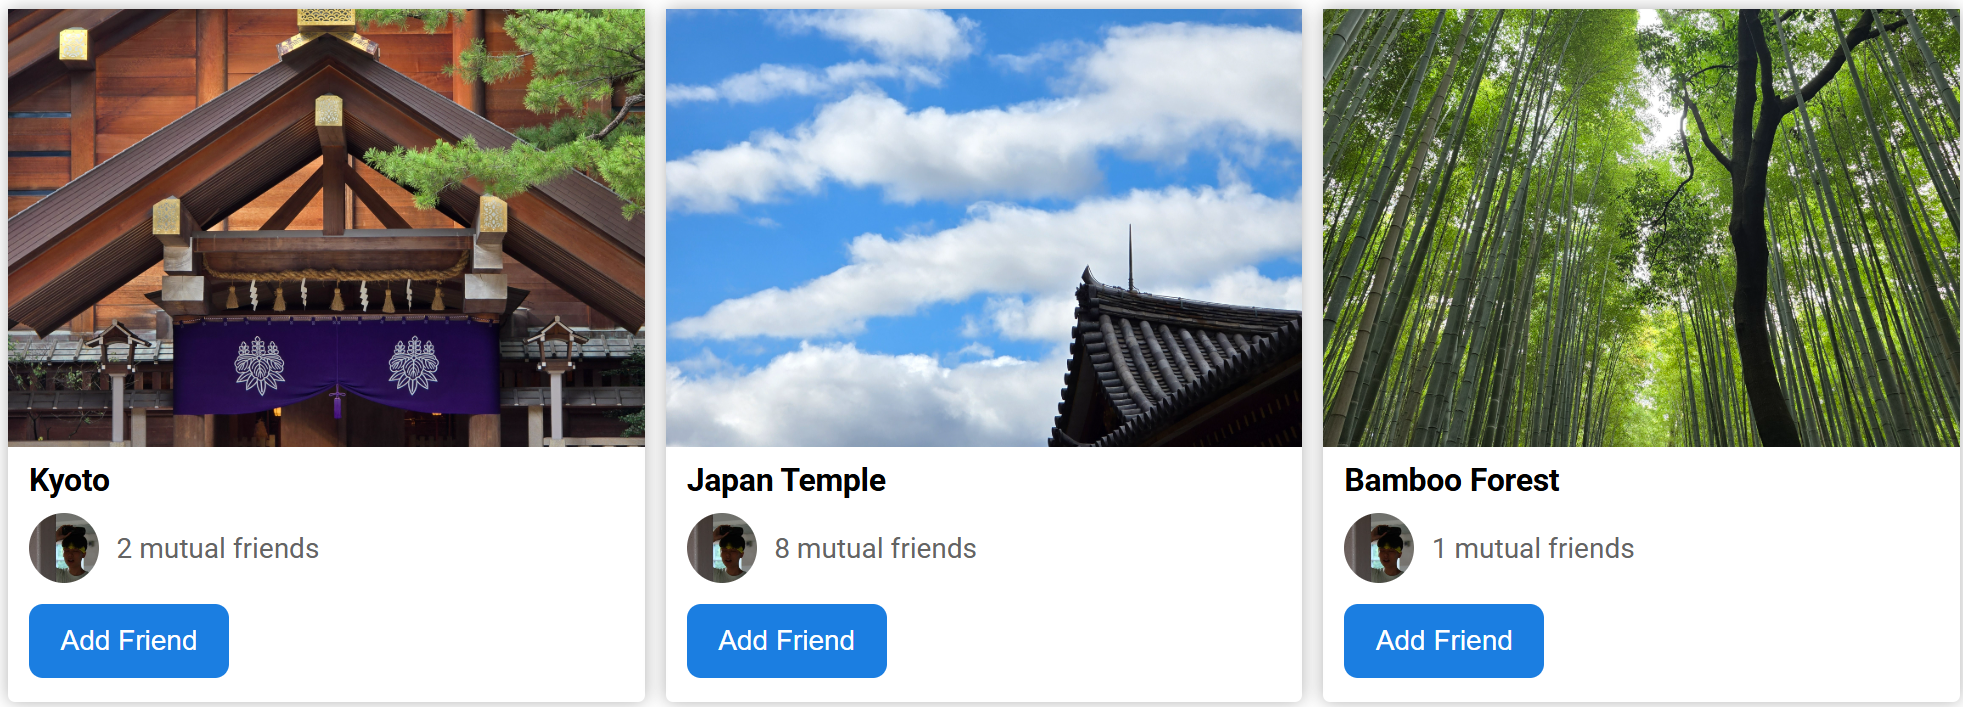 Kyoto
2 mutual friends
Add Friend
Japan Temple
8 mutual friends
Add Friend
Bamboo Forest
1 mutual friends
Add Friend